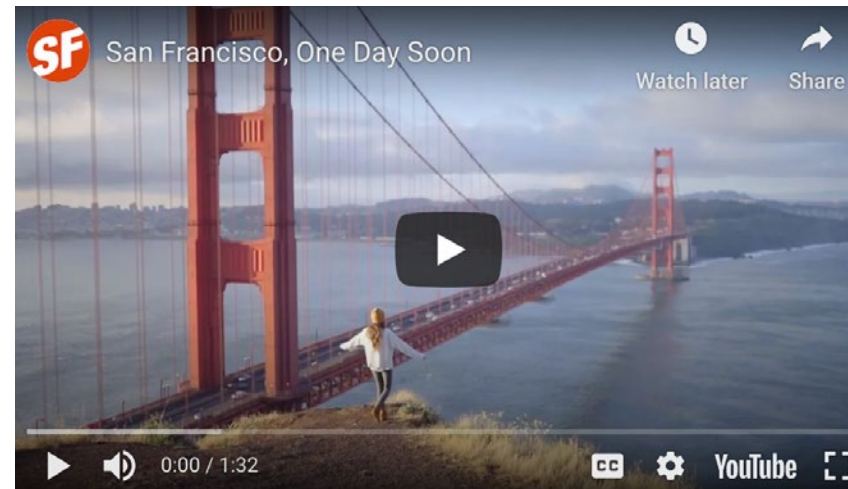 SF
San Francisco, One Day Soon
Watch later
Share
0:00 / 1:32
CC
YouTube